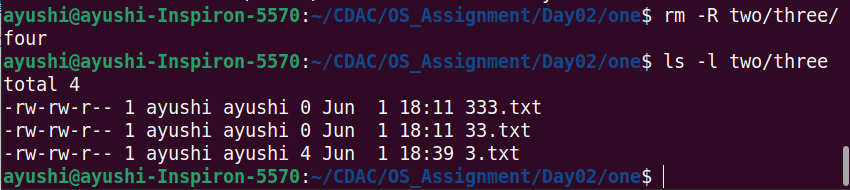 ayushi@ayushi-Inspiron-5570:~/CDAC/OS_Assignment/Day02/one$ rm -R two/three/
four
ayushi@ayushi-Inspiron-5570:~/CDAC/OS_Assignment/Day02/one$ ls -l two/three
total 4
-rw-rw-r-- 1 ayushi ayushi 0 Jun  1 18:11 333.txt
-rw-rw-r-- 1 ayushi ayushi 0 Jun  1 18:11 33.txt
-rw-rw-r-- 1 ayushi ayushi 4 Jun  1 18:39 3.txt
ayushi@ayushi-Inspiron-5570:~/CDAC/OS_Assignment/Day02/one$